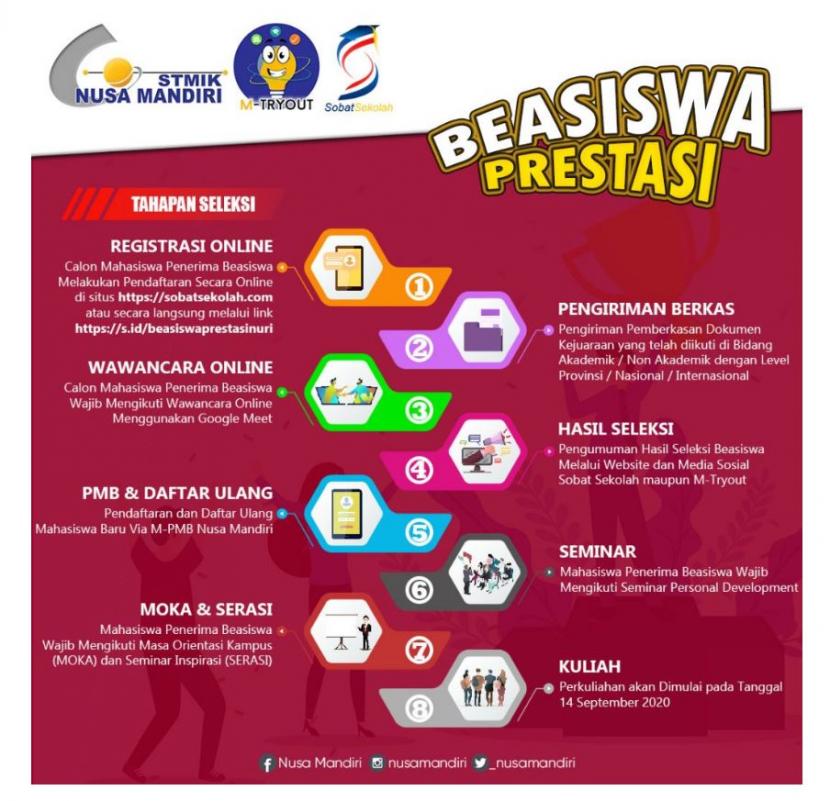 STMIK
NUSA MANDIRI
M-TRYOUT
SobatSekolah
BEASISWA
PRESTASI
TAHAPAN SELEKSI
REGISTRASI ONLINE
Calon Mahasiswa Penerima Beasiswa
Melakukan Pendaftaran Secara Online
di situs https://sobatsekolah.com
atau secara langsung melalui link
https://s.id/beasiswaprestasinuri
1
PENGIRIMAN BERKAS
Pengiriman Pemberkasan Dokumen
Kejuaraan yang telah diikuti di Bidang
Akademik / Non Akademik dengan Level
Provinsi / Nasional / Internasional
2
WAWANCARA ONLINE
Calon Mahasiswa Penerima Beasiswa
Wajib Mengikuti Wawancara Online
Menggunakan Google Meet
3
HASIL SELEKSI
Pengumuman Hasil Seleksi Beasiswa
Melalui Website dan Media Sosial
Sobat Sekolah maupun M-Tryout
4
PMB & DAFTAR ULANG
Pendaftaran dan Daftar Ulang
Mahasiswa Baru Via M-PMB Nusa Mandiri
5
SEMINAR
Mahasiswa Penerima Beasiswa Wajib
Mengikuti Seminar Personal Development
6
MOKA & SERASI
Mahasiswa Penerima Beasiswa
Wajib Mengikuti Masa Orientasi Kampus
(MOKA) dan Seminar Inspirasi (SERASI)
7
KULIAH
Perkuliahan akan Dimulai pada Tanggal
14 September 2020
8
Nusa Mandiri nusamandiri _nusamandiri